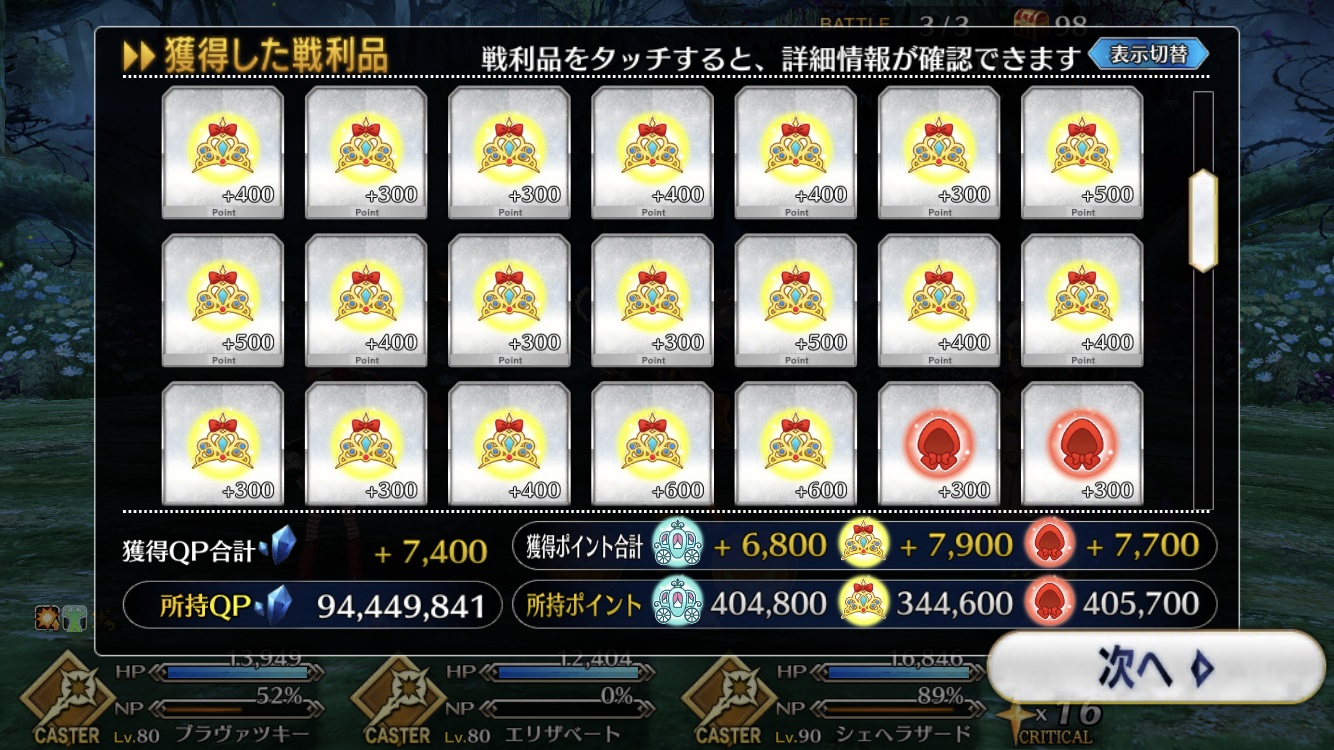 BATTLE 3/3 98
獲得した戦利品 戦利品をタッチすると、詳細情報が確認できます 表示切替
+400 +300 +300 +400 +400 +300 +500
Point Point Point Point Point Point Point
+500 +400 +300 +300 +500 +400 +400
Point Point Point Point Point Point Point
+300 +300 +400 +600 +600 +300 +300
獲得QP合計 + 7,400 獲得ポイント合計 + 6,800 + 7,900 + 7,700
所持QP 94,449,841 所持ポイント 404,800 344,600 405,700
次へ
HP 13,949 HP 12,404 HP 16,846
NP 52% NP 0% NP 89%
x 16
CASTER Lv.80 ブラヴァツキー CASTER Lv.80 エリザベート CASTER Lv.90 シェヘラザード CRITICAL